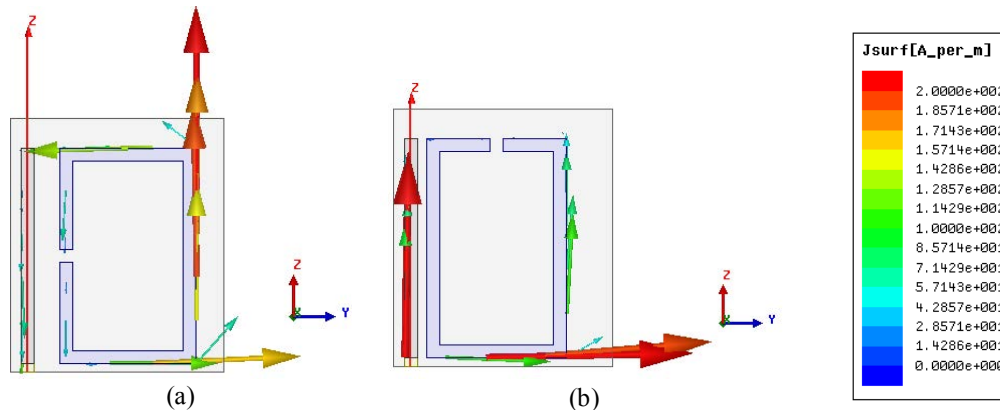 Z
Z
Z
Y
(a)
Z
Y
(b)
Jsurf[A_per_m]
2.0000e+002
1.8571e+002
1.7143e+002
1.5714e+002
1.4286e+002
1.2857e+002
1.1429e+002
1.0000e+002
8.5714e+001
7.1429e+001
5.7143e+001
4.2857e+001
2.8571e+001
1.4286e+001
0.0000e+000